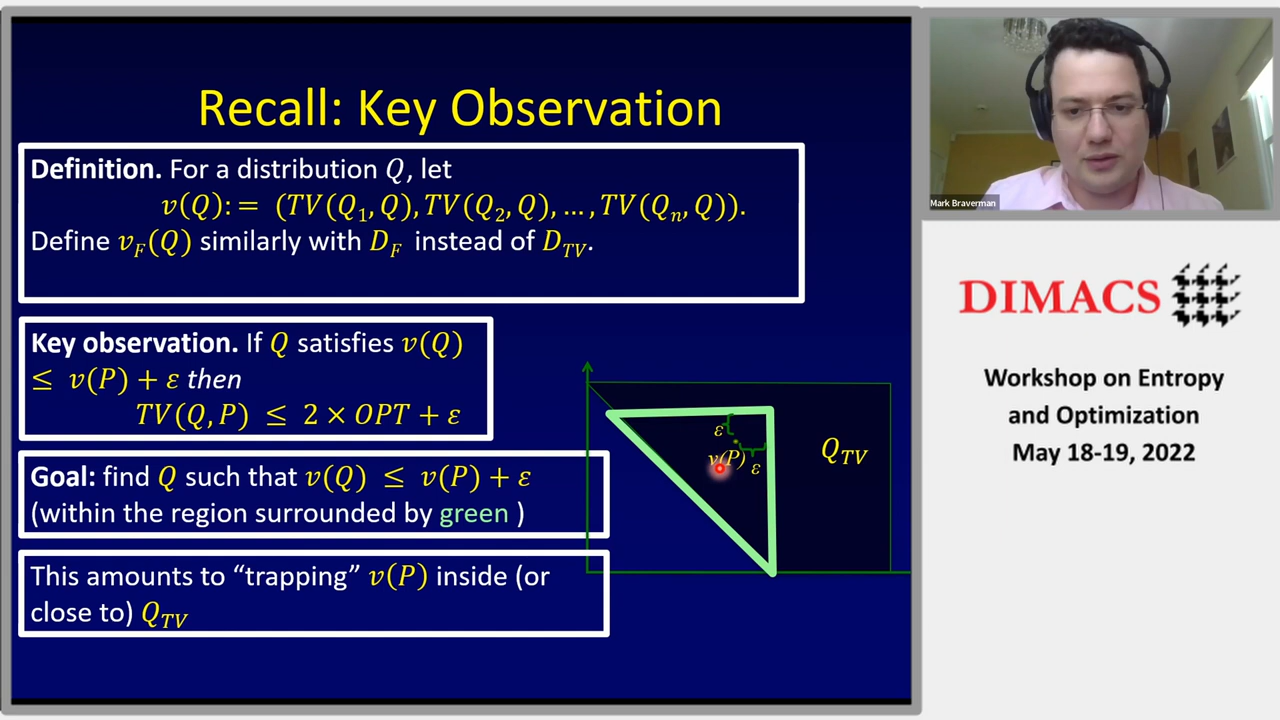 Recall: Key Observation
Definition. For a distribution Q, let
v(Q): = (TV(Q₁, Q), TV(Q₂, Q), … , TV(Qₙ, Q)).
Define v_F(Q) similarly with D_F instead of D_TV.
Key observation. If Q satisfies v(Q)
≤ v(P) + ε then
TV(Q, P) ≤ 2 × OPT + ε
Goal: find Q such that v(Q) ≤ v(P) + ε
(within the region surrounded by green )
This amounts to “trapping” v(P) inside (or
close to) Q_TV
ε
v(P) ε
Q_TV
Mark Braverman
DIMACS
Workshop on Entropy
and Optimization
May 18-19, 2022